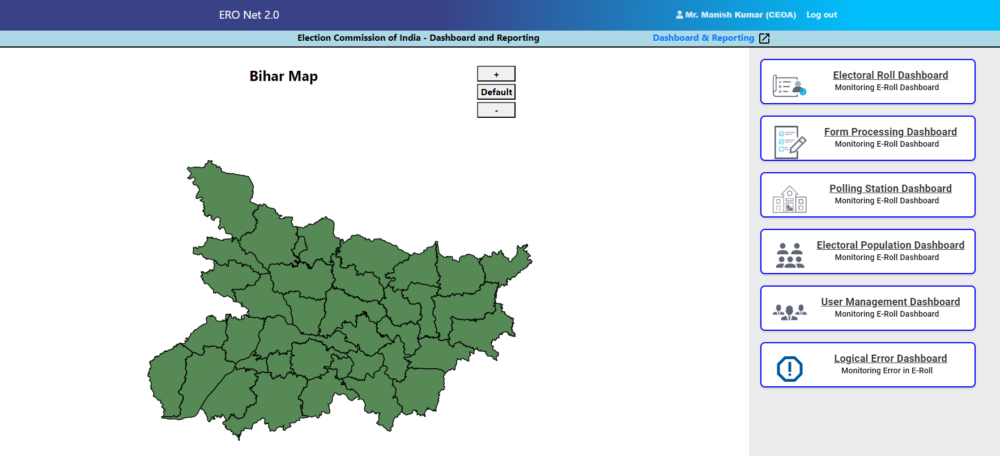 ERO Net 2.0
Mr. Manish Kumar (CEOA) Log out
Election Commission of India - Dashboard and Reporting
Dashboard & Reporting
Bihar Map
+
Default
-
Electoral Roll Dashboard
Monitoring E-Roll Dashboard
Form Processing Dashboard
Monitoring E-Roll Dashboard
Polling Station Dashboard
Monitoring E-Roll Dashboard
Electoral Population Dashboard
Monitoring E-Roll Dashboard
User Management Dashboard
Monitoring E-Roll Dashboard
Logical Error Dashboard
Monitoring Error in E-Roll